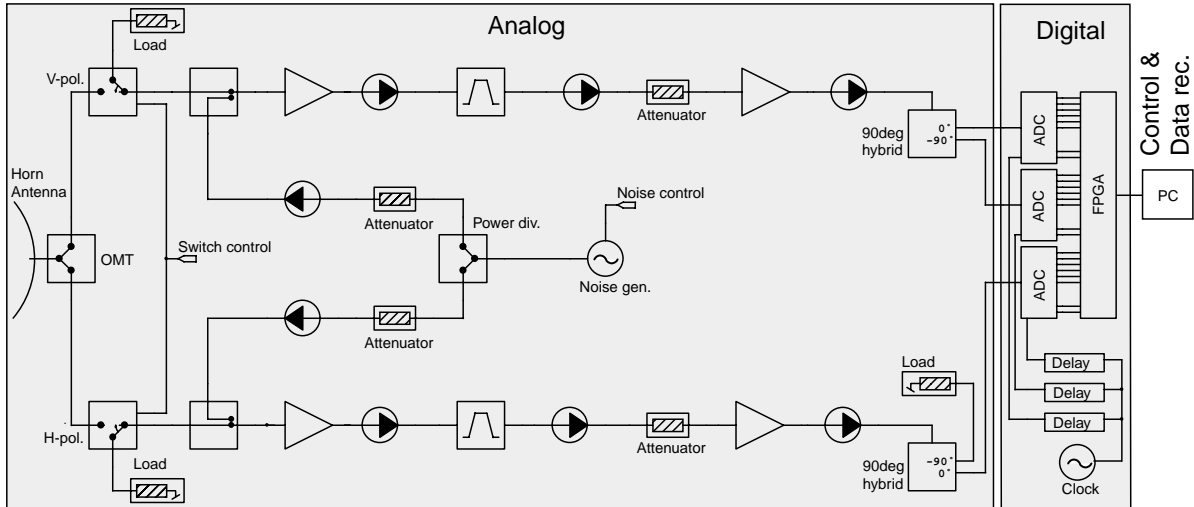 Analog
Digital
Control &
Data rec.
Load
V-pol.
Attenuator
90deg
hybrid
0°
-90°
ADC
ADC
ADC
FPGA
PC
Horn
Antenna
OMT
Switch control
Attenuator
Power div.
Noise control
Noise gen.
Attenuator
H-pol.
Load
Attenuator
Load
90deg
hybrid
-90°
0°
Delay
Delay
Delay
Clock